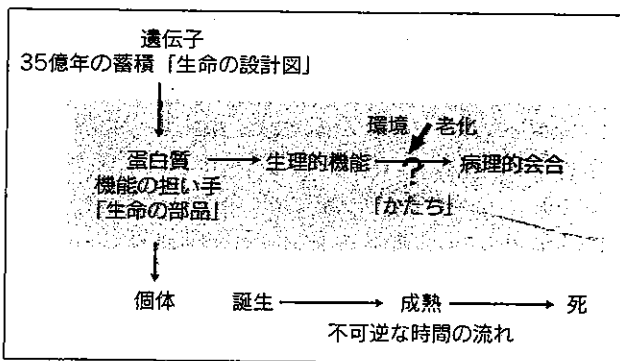 遺伝子
35億年の蓄積「生命の設計図」
環境 老化
蛋白質 生理的機能 ? 病理的会合
機能の担い手 「かたち」
「生命の部品」
個体 誕生 成熟 死
不可逆な時間の流れ